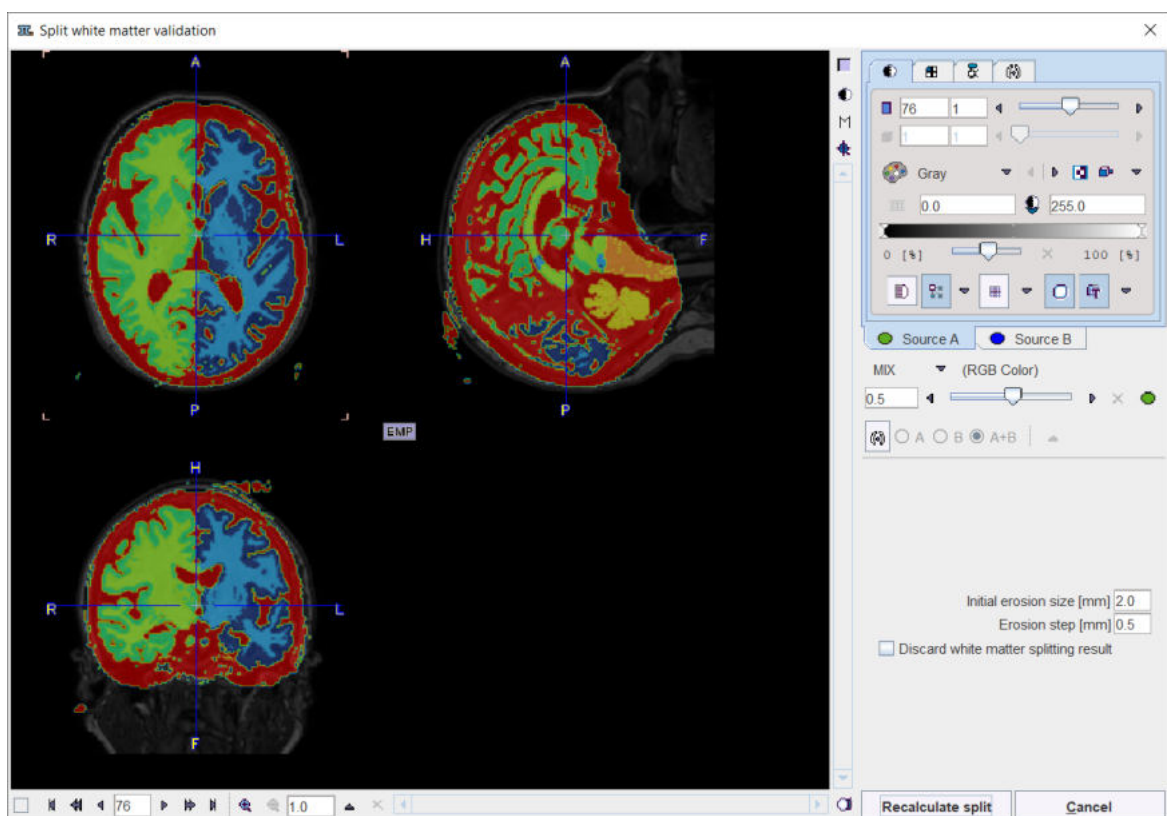 Split white matter validation
A
R
L
P
A
H
F
P
EMP
H
R
L
F
M
76 1
1 1
Gray
0.0 255.0
0 [%] 100 [%]
Source A Source B
MIX (RGB Color)
0.5
A B A+B
Initial erosion size [mm] 2.0
Erosion step [mm] 0.5
Discard white matter splitting result
76 1.0
Recalculate split Cancel